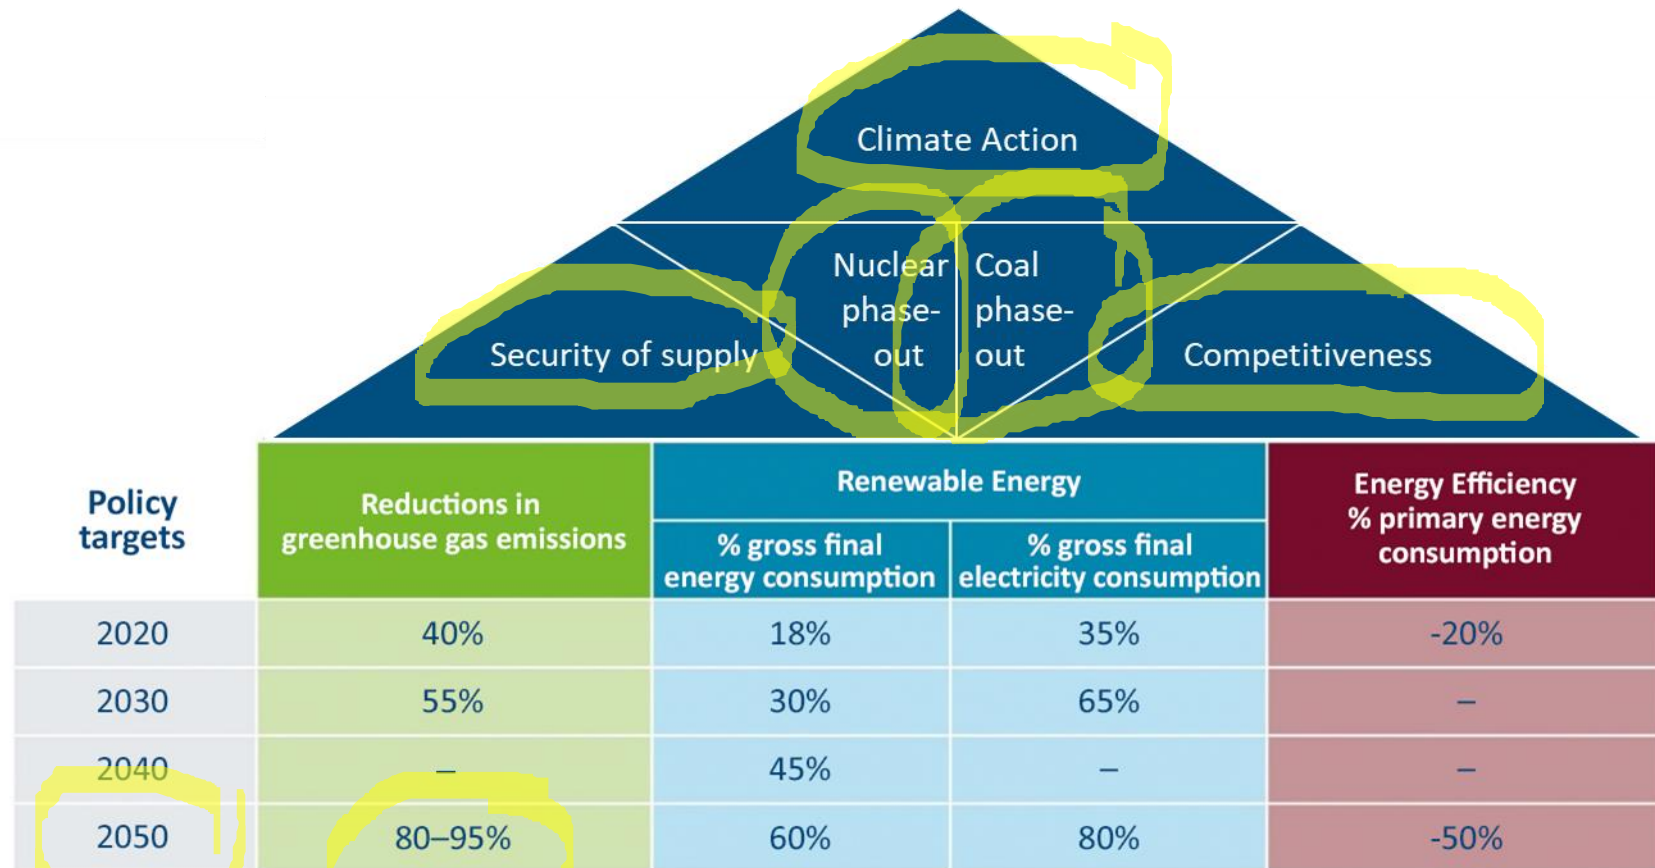 Climate Action
Nuclear
phase-
out
Coal
phase-
out
Security of supply
Competitiveness
Policy
targets
Reductions in
greenhouse gas emissions
Renewable Energy
% gross final
energy consumption
% gross final
electricity consumption
Energy Efficiency
% primary energy
consumption
2020 40% 18% 35% -20%
2030 55% 30% 65% –
2040 – 45% – –
2050 80–95% 60% 80% -50%